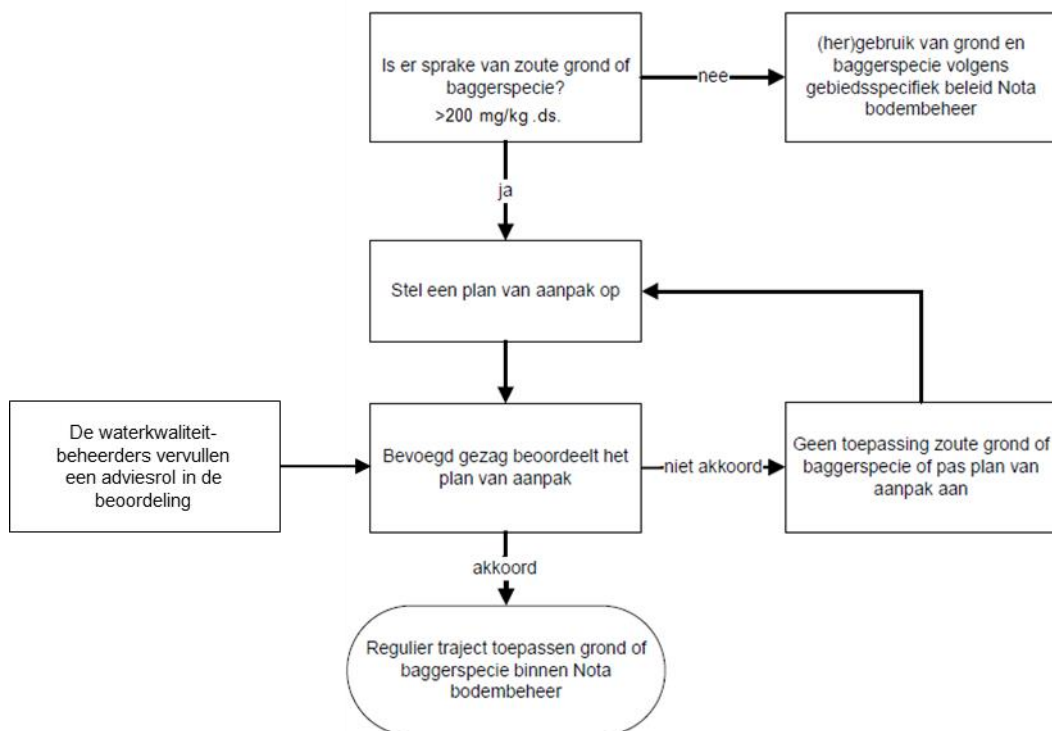 Is er sprake van zoute grond of
baggerspecie?
>200 mg/kg .ds.
nee
(her)gebruik van grond en
baggerspecie volgens
gebiedsspecifiek beleid Nota
bodembeheer
ja
Stel een plan van aanpak op
De waterkwaliteit-
beheerders vervullen
een adviesrol in de
beoordeling
Bevoegd gezag beoordeelt het
plan van aanpak
niet akkoord
Geen toepassing zoute grond of
baggerspecie of pas plan van
aanpak aan
akkoord
Regulier traject toepassen grond of
baggerspecie binnen Nota
bodembeheer